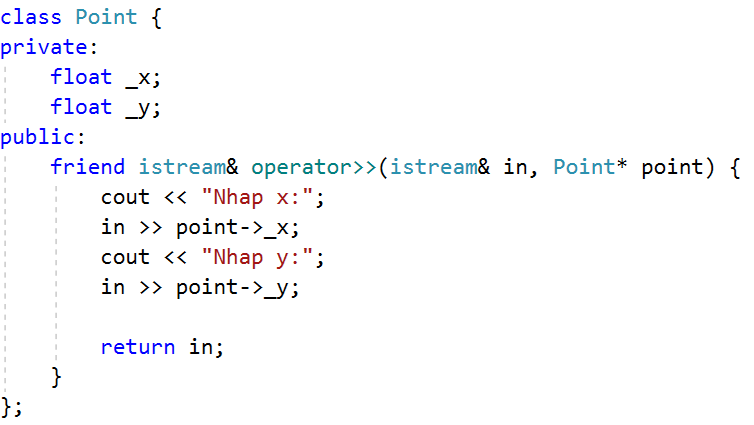 class Point {
private:
    float _x;
    float _y;
public:
    friend istream& operator>>(istream& in, Point* point) {
        cout << "Nhap x:";
        in >> point->_x;
        cout << "Nhap y:";
        in >> point->_y;

        return in;
    }
};